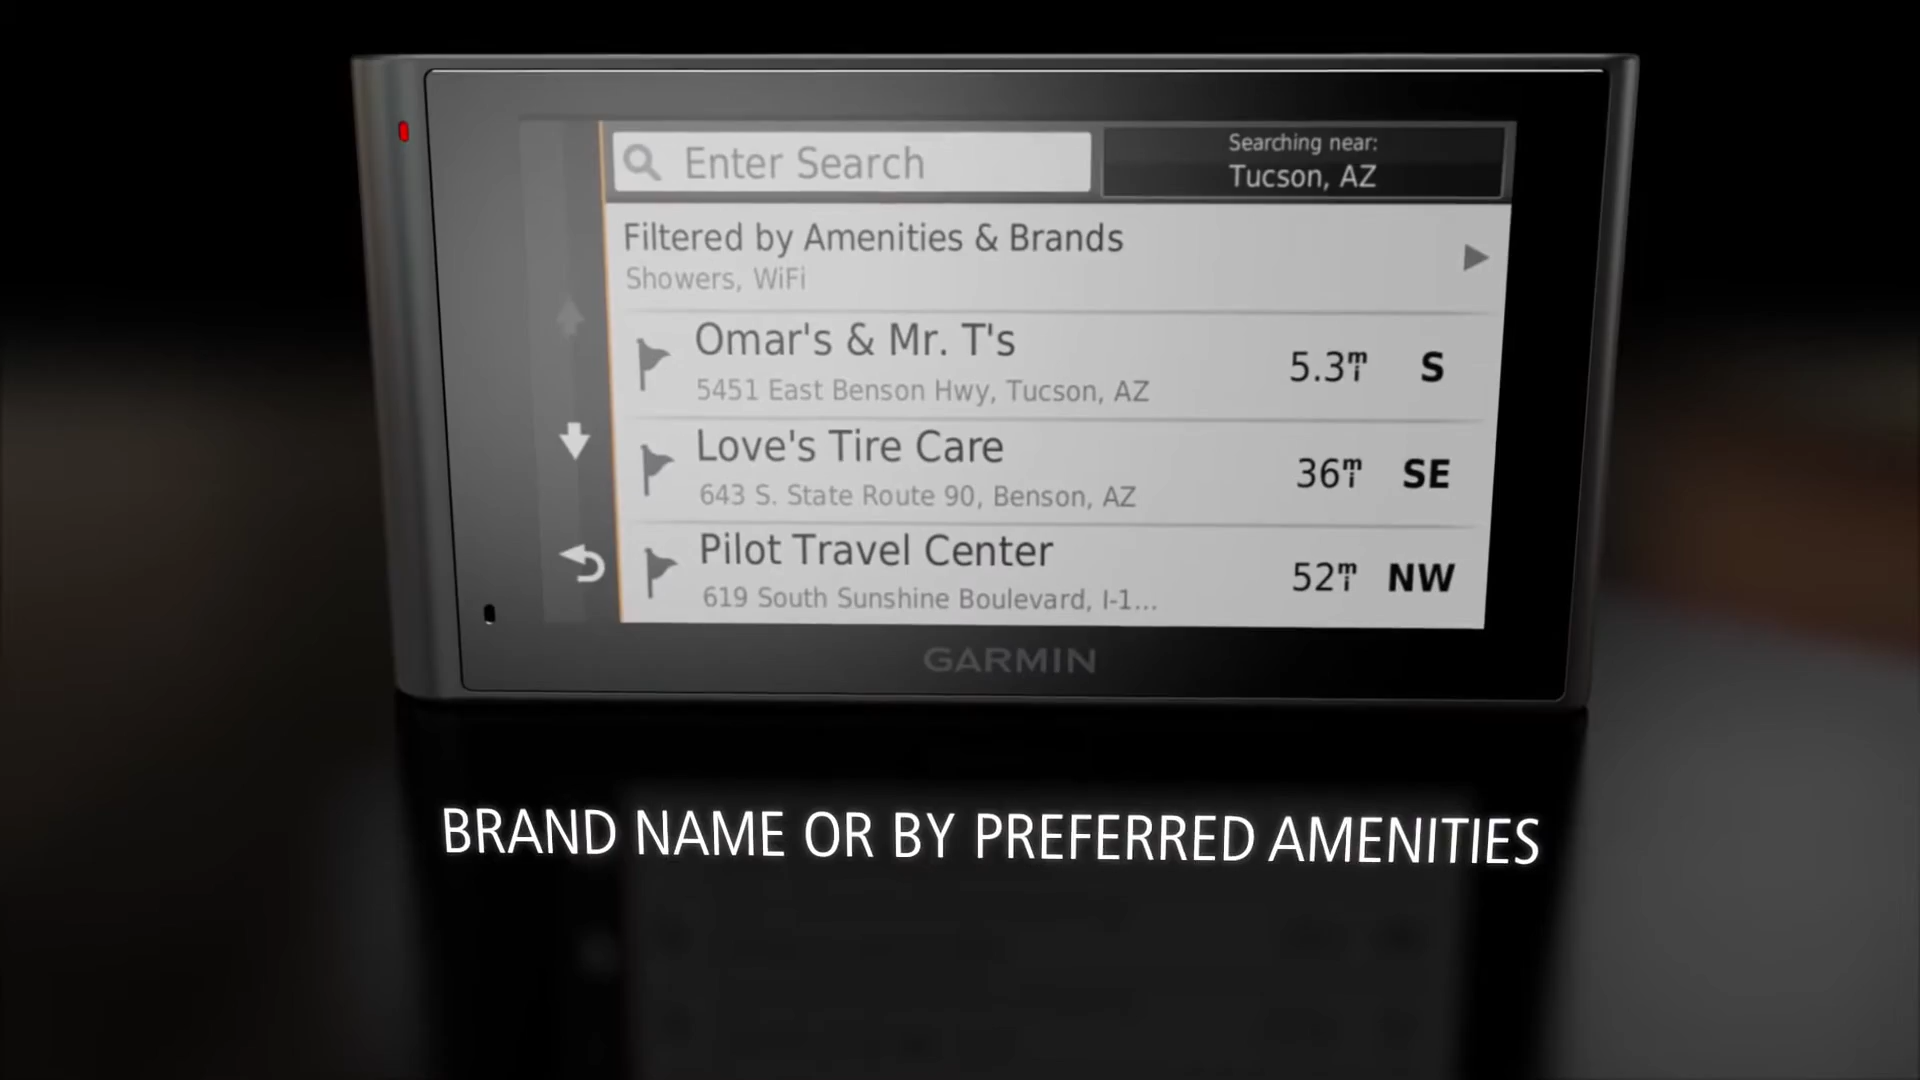 Enter Search
Searching near:
Tucson, AZ
Filtered by Amenities & Brands
Showers, WiFi
Omar's & Mr. T's
5451 East Benson Hwy, Tucson, AZ
5.3mi S
Love's Tire Care
643 S. State Route 90, Benson, AZ
36mi SE
Pilot Travel Center
619 South Sunshine Boulevard, I-1...
52mi NW
GARMIN
BRAND NAME OR BY PREFERRED AMENITIES